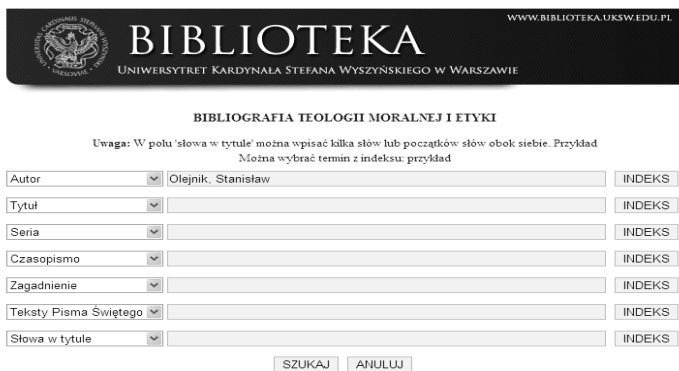 WWW.BIBLIOTEKA.UKSW.EDU.PL
BIBLIOTEKA
UNIWERSYTRET KARDYNAŁA STEFANA WYSZYŃSKIEGO W WARSZAWIE
BIBLIOGRAFIA TEOLOGII MORALNEJ I ETYKI
Uwaga: W polu 'słowa w tytule' można wpisać kilka słów lub początków słów obok siebie. Przykład
Można wybrać termin z indeksu: przykład
Autor Olejnik, Stanisław INDEKS
Tytuł INDEKS
Seria INDEKS
Czasopismo INDEKS
Zagadnienie INDEKS
Teksty Pisma Świętego INDEKS
Słowa w tytule INDEKS
SZUKAJ ANULUJ